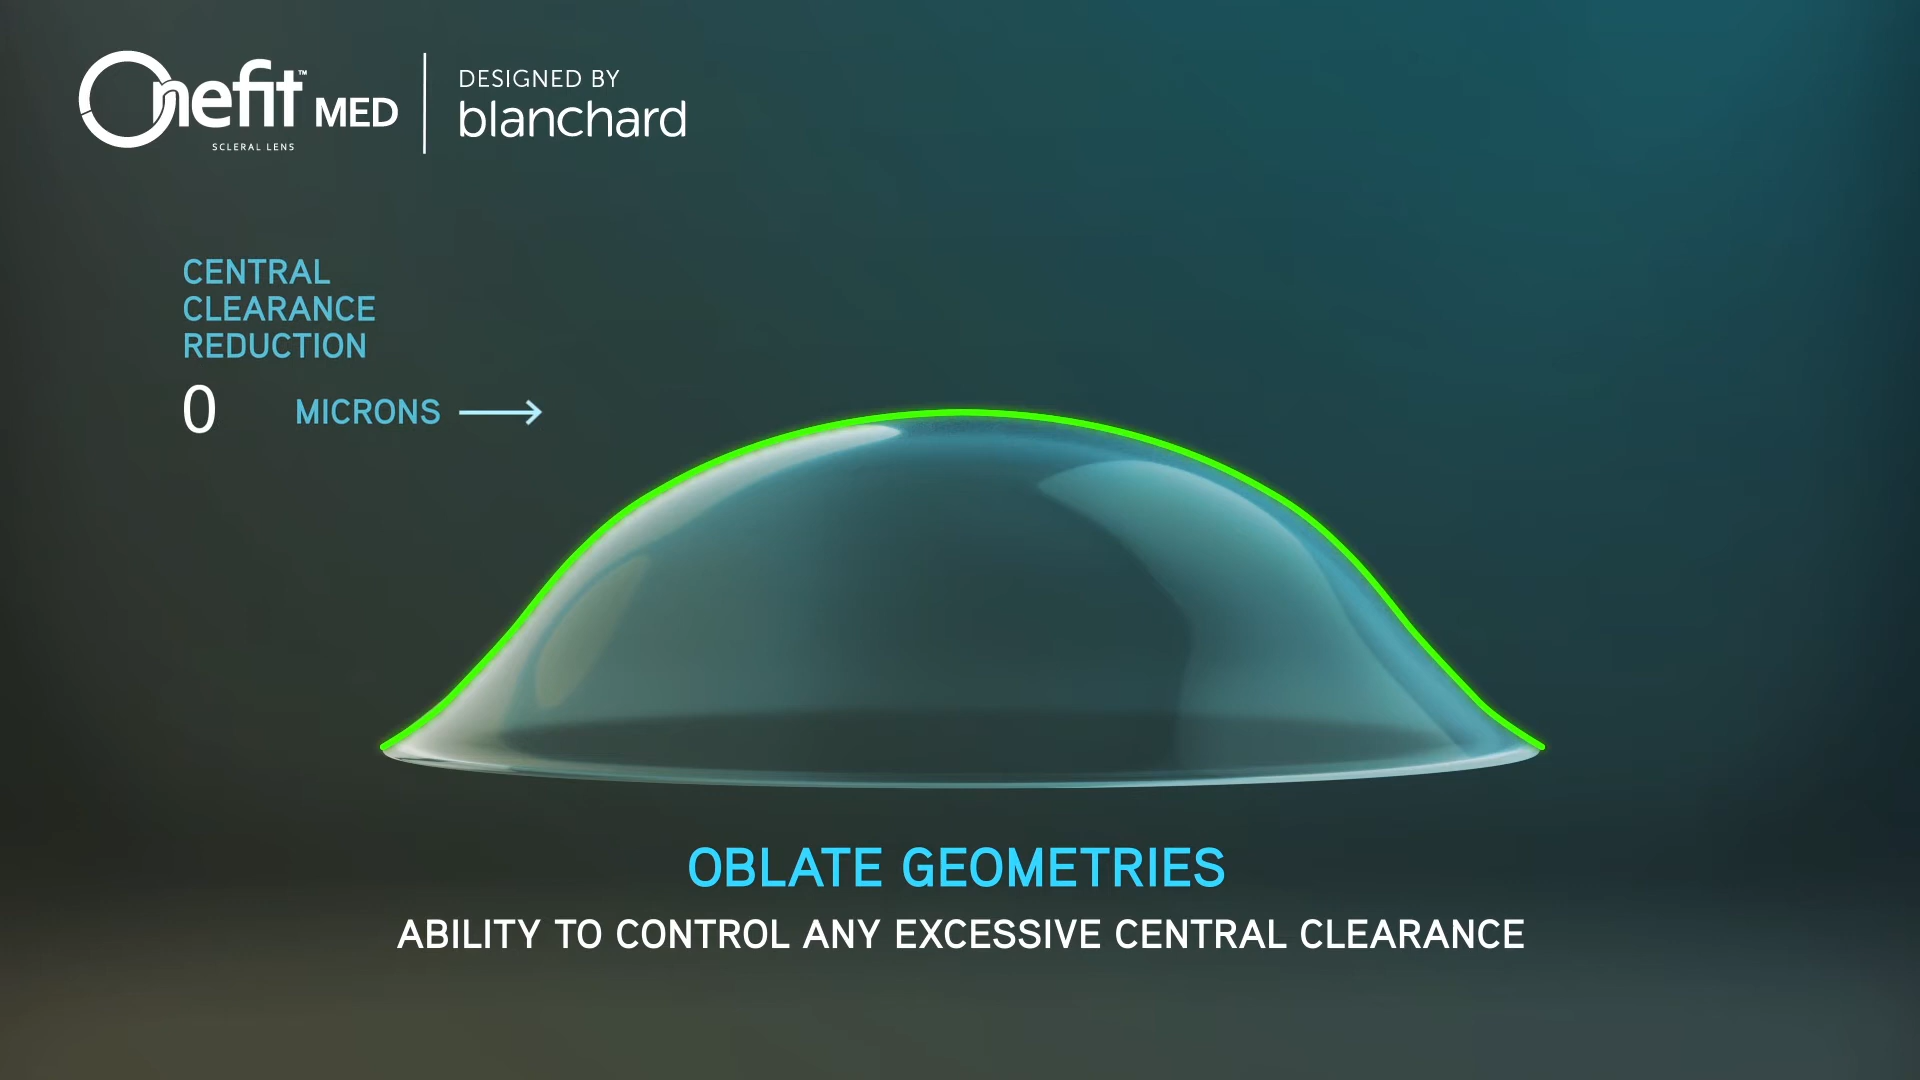 Onefit™ MED
SCLERAL LENS
DESIGNED BY
blanchard
CENTRAL
CLEARANCE
REDUCTION
0 MICRONS
OBLATE GEOMETRIES
ABILITY TO CONTROL ANY EXCESSIVE CENTRAL CLEARANCE